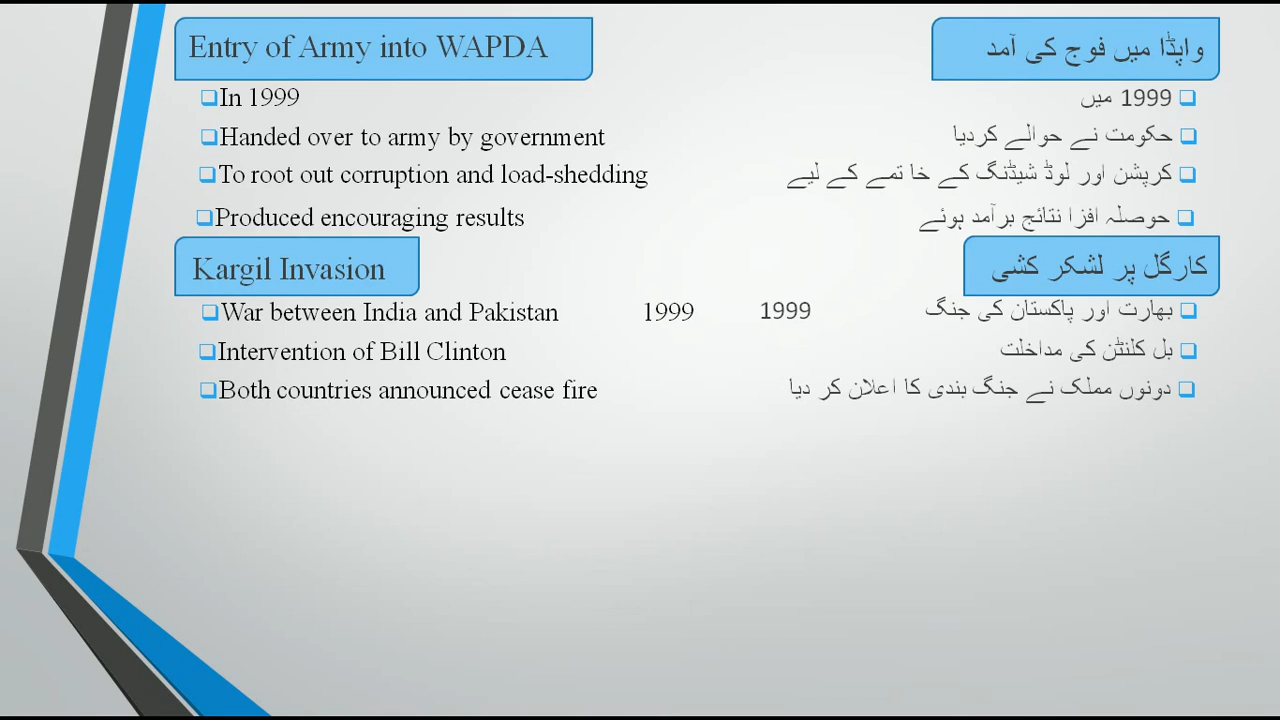 Entry of Army into WAPDA
واپڈا میں فوج کی آمد
In 1999
1999 میں
Handed over to army by government
حکومت نے حوالے کردیا
To root out corruption and load-shedding
کرپشن اور لوڈ شیڈنگ کے خا تمے کے لیے
Produced encouraging results
حوصلہ افزا نتائج برآمد ہوئے
Kargil Invasion
کارگل پر لشکر کشی
War between India and Pakistan 1999
بھارت اور پاکستان کی جنگ 1999
Intervention of Bill Clinton
بل کلنٹن کی مداخلت
Both countries announced cease fire
دونوں مملک نے جنگ بندی کا اعلان کر دیا